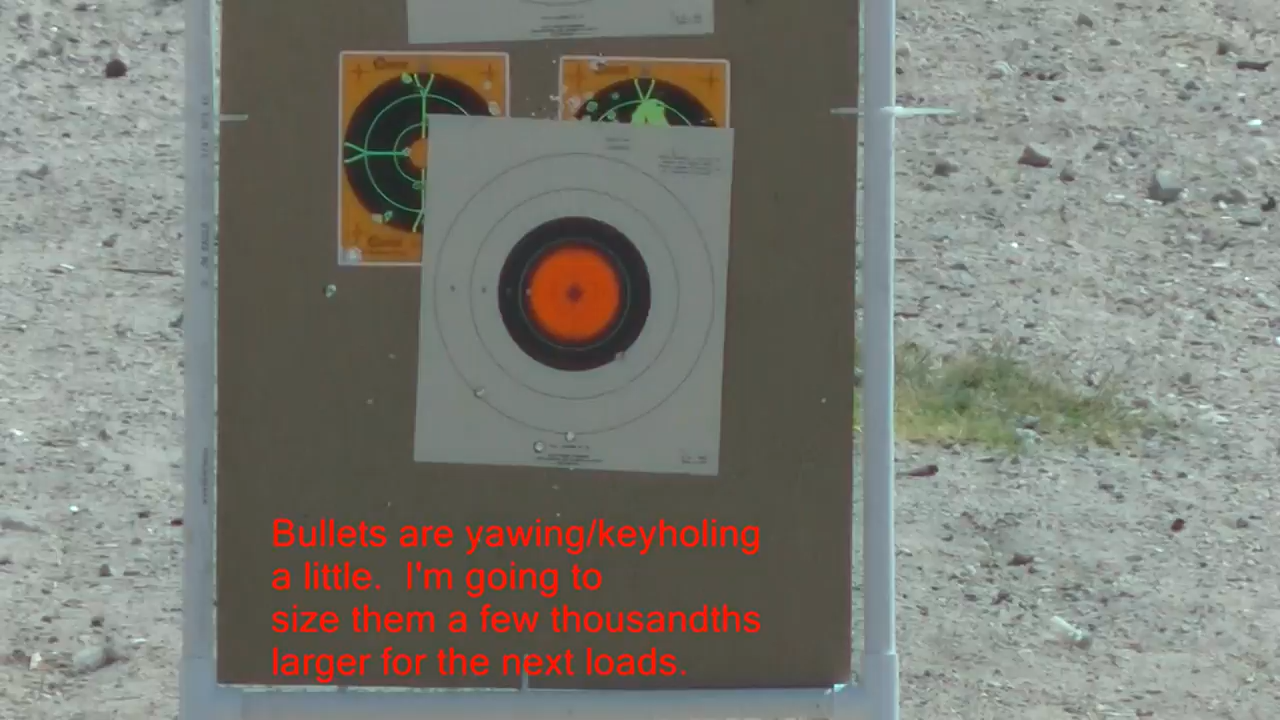 Bullets are yawing/keyholing
a little.  I'm going to
size them a few thousandths
larger for the next loads.